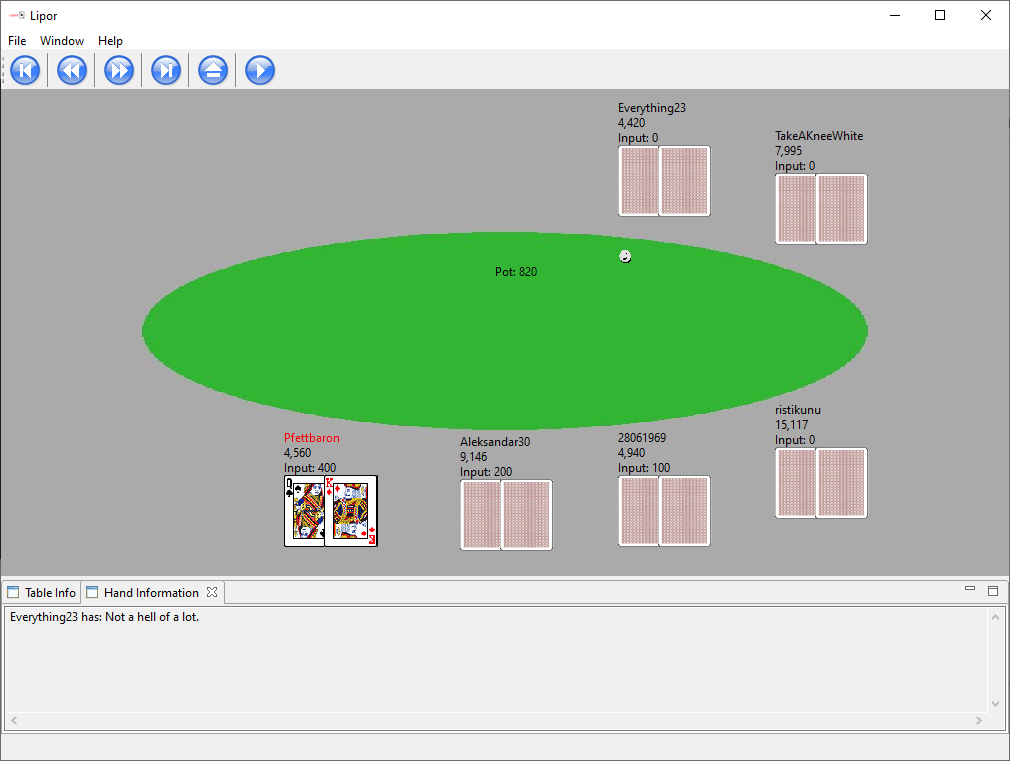 Lipor
File Window Help
Everything23
4,420
Input: 0
TakeAKneeWhite
7,995
Input: 0
Pot: 820
Pfettbaron
4,560
Input: 400
Q
K
K
Aleksandar30
9,146
Input: 200
28061969
4,940
Input: 100
ristikunu
15,117
Input: 0
Table Info
Hand Information
Everything23 has: Not a hell of a lot.